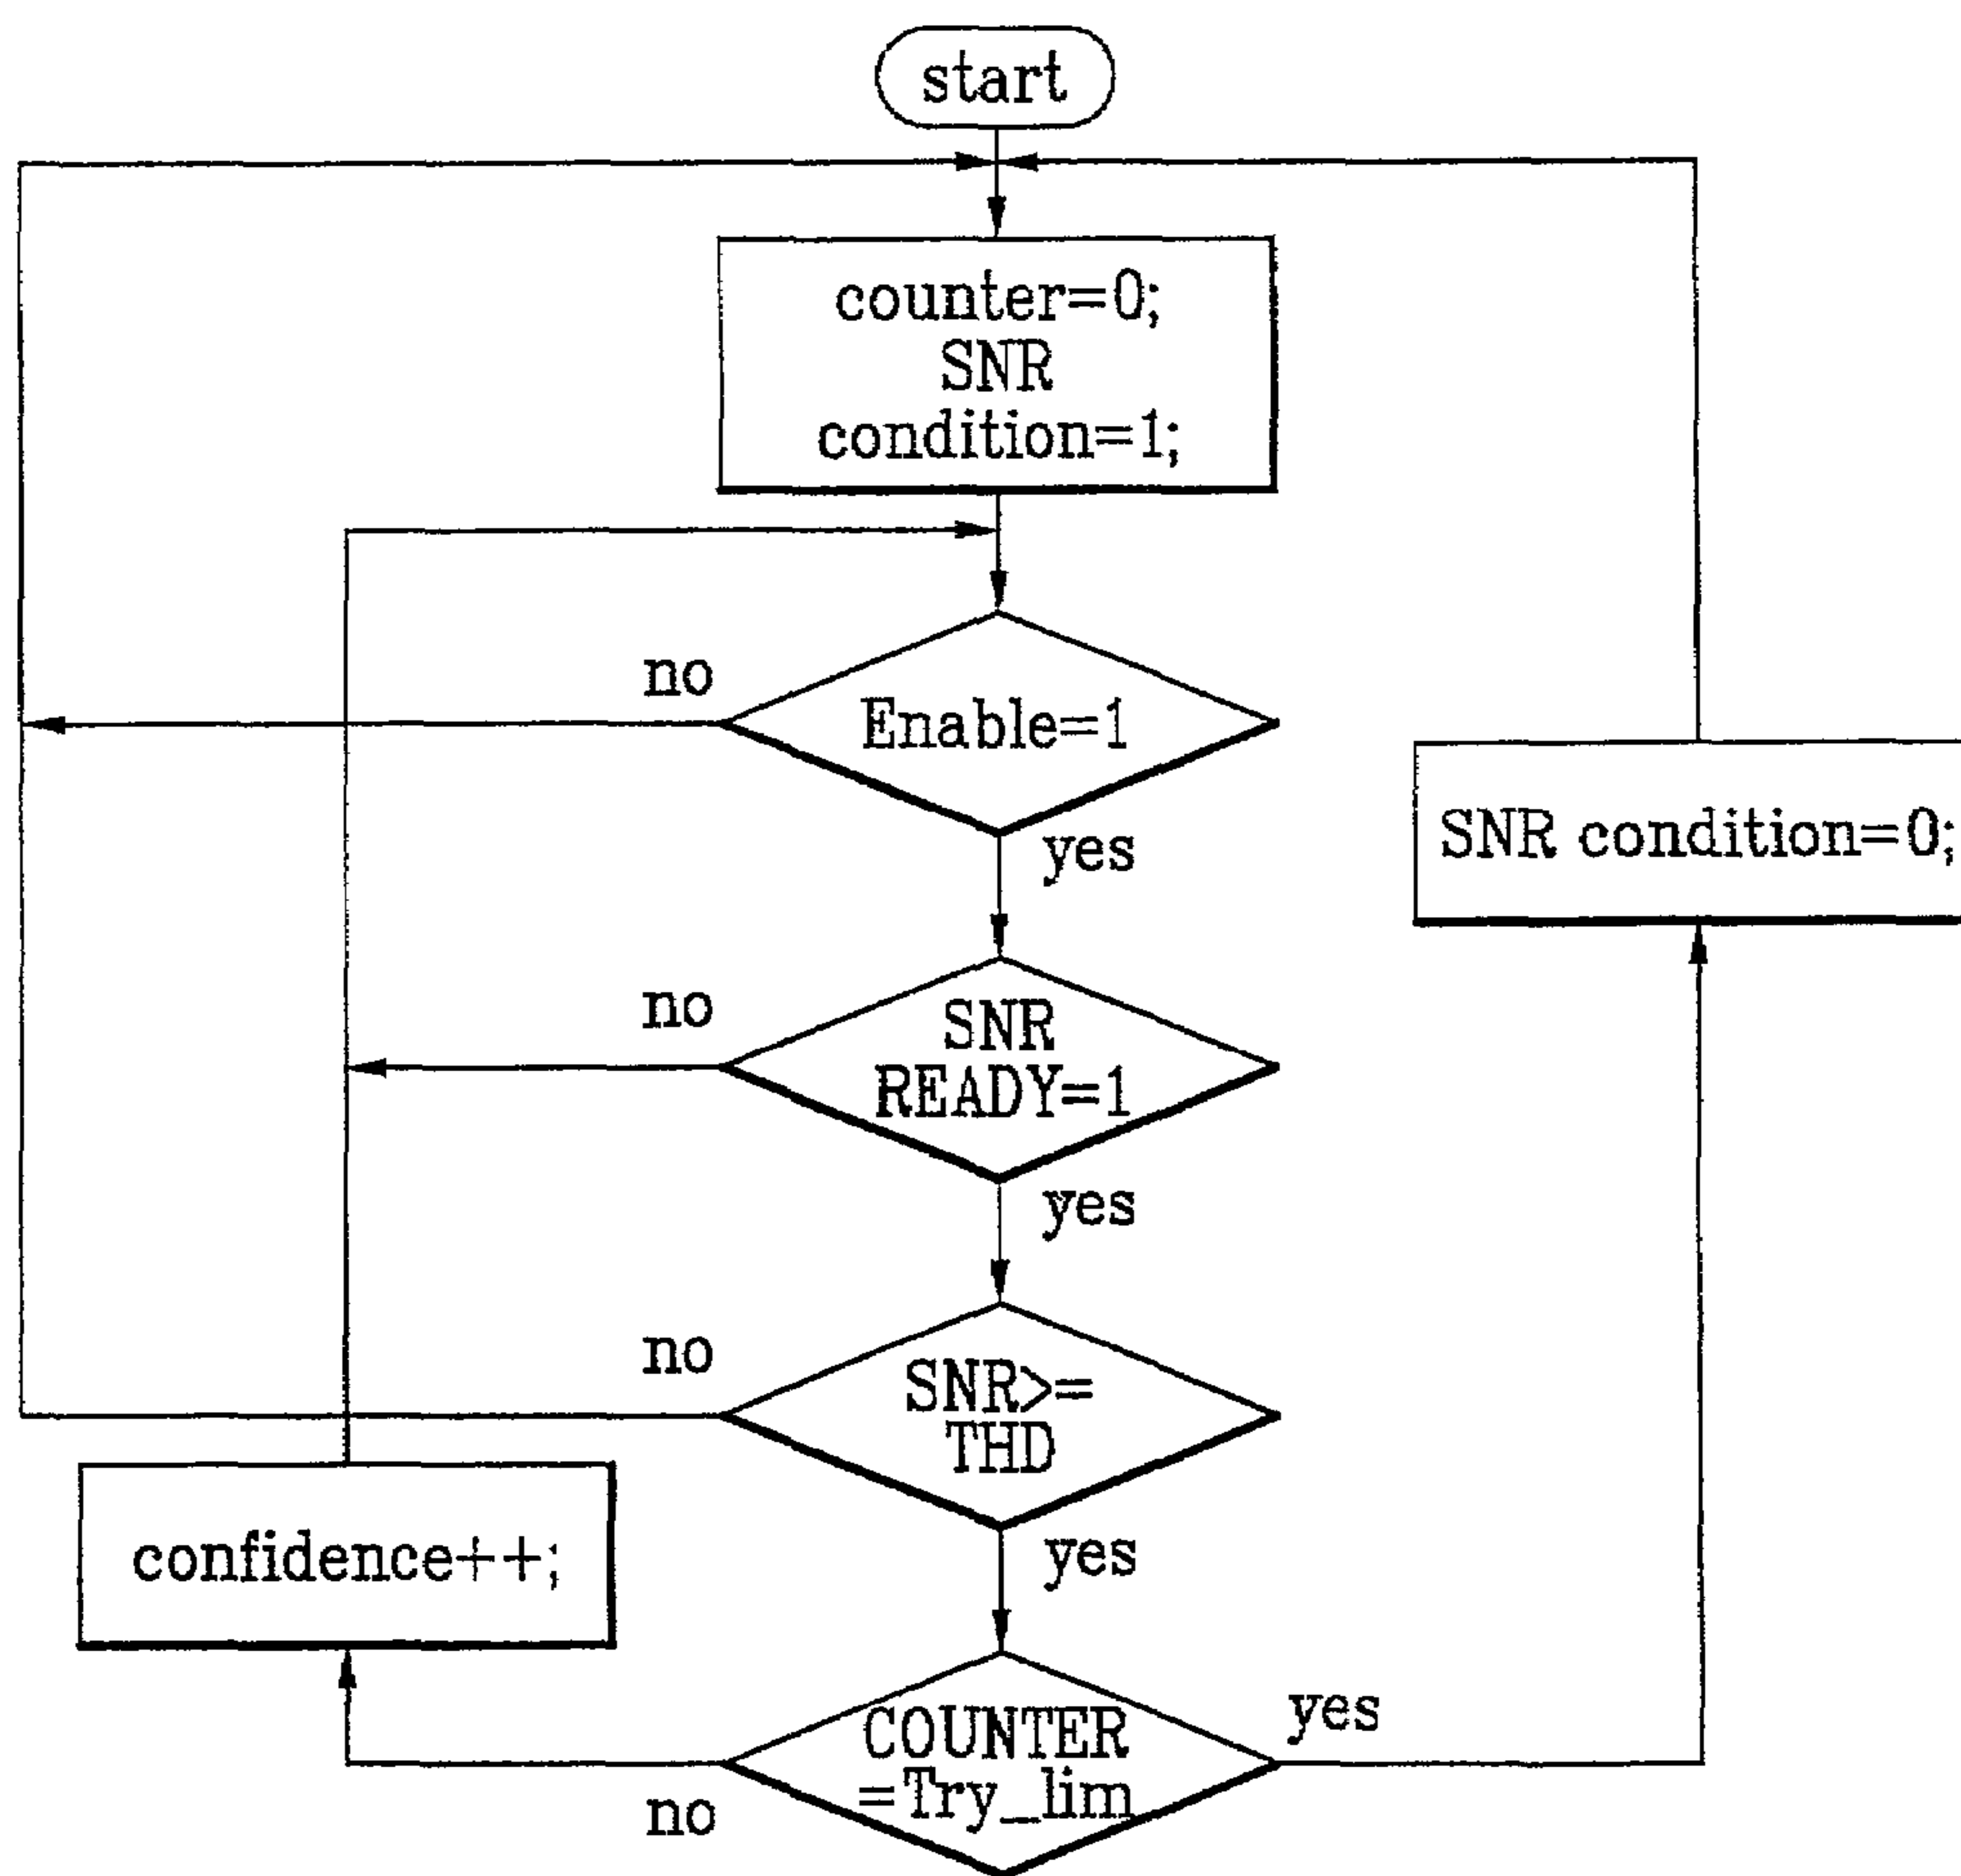 start
counter=0;
SNR
condition=1;
no
Enable=1
yes
SNR condition=0;
no
SNR
READY=1
yes
no
SNR>=
THD
yes
confidence++;
COUNTER
=Try_lim
yes
no